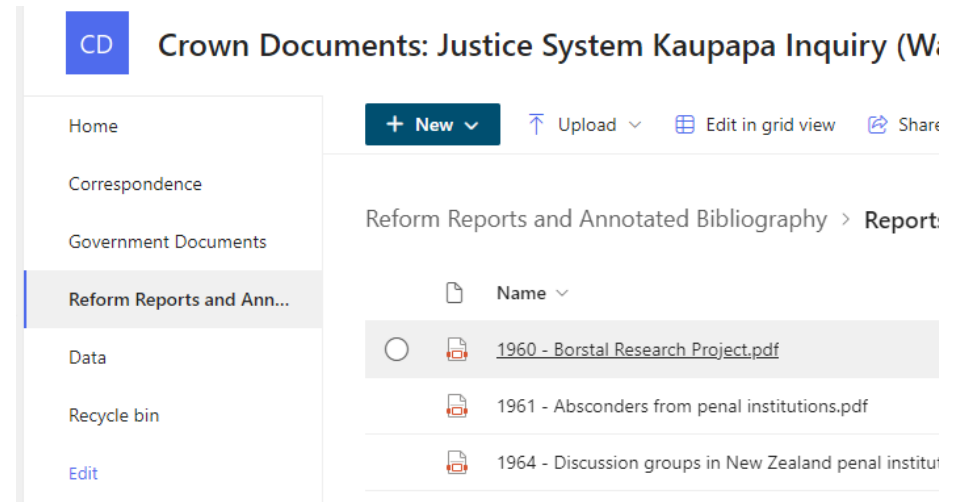 CD Crown Documents: Justice System Kaupapa Inquiry
Home
Correspondence
Government Documents
Reform Reports and Ann...
Data
Recycle bin
Edit
+ New Upload Edit in grid view Share
Reform Reports and Annotated Bibliography > Reports
Name
1960 - Borstal Research Project.pdf
1961 - Absconders from penal institutions.pdf
1964 - Discussion groups in New Zealand penal